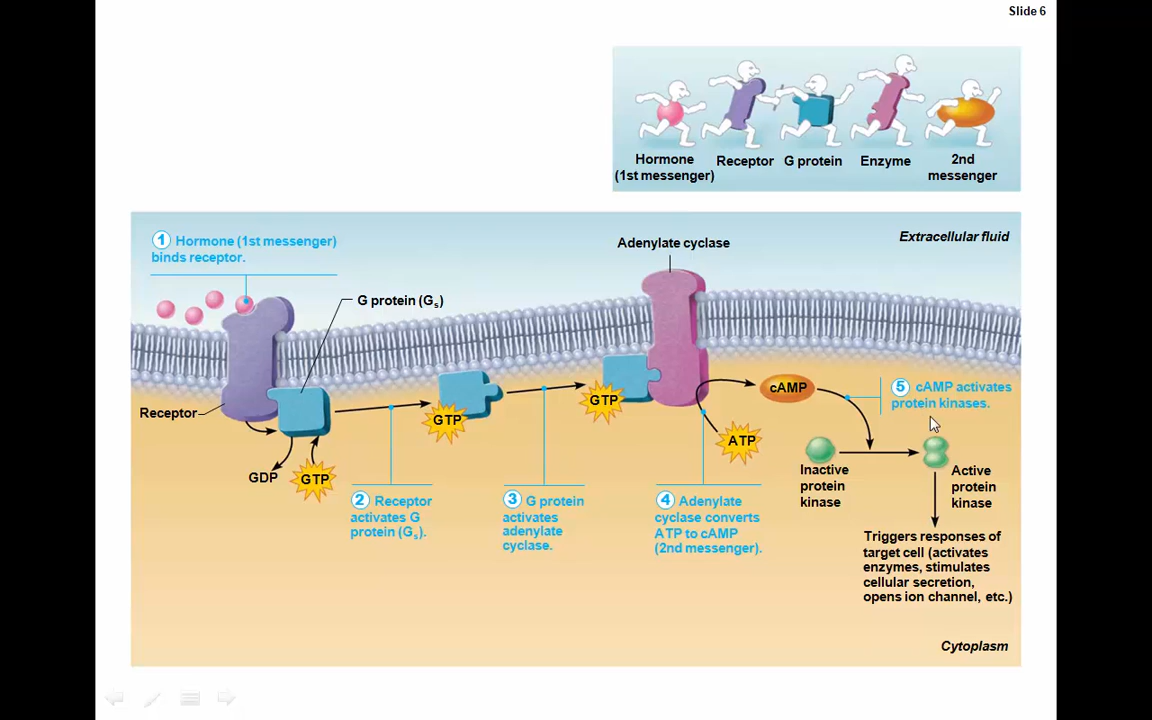 Slide 6
Hormone
(1st messenger)
Receptor
G protein
Enzyme
2nd
messenger
1 Hormone (1st messenger)
binds receptor.
G protein (Gs)
Adenylate cyclase
Extracellular fluid
Receptor
GDP
GTP
GTP
GTP
ATP
cAMP
5 cAMP activates
protein kinases.
Inactive
protein
kinase
Active
protein
kinase
2 Receptor
activates G
protein (Gs).
3 G protein
activates
adenylate
cyclase.
4 Adenylate
cyclase converts
ATP to cAMP
(2nd messenger).
Triggers responses of
target cell (activates
enzymes, stimulates
cellular secretion,
opens ion channel, etc.)
Cytoplasm